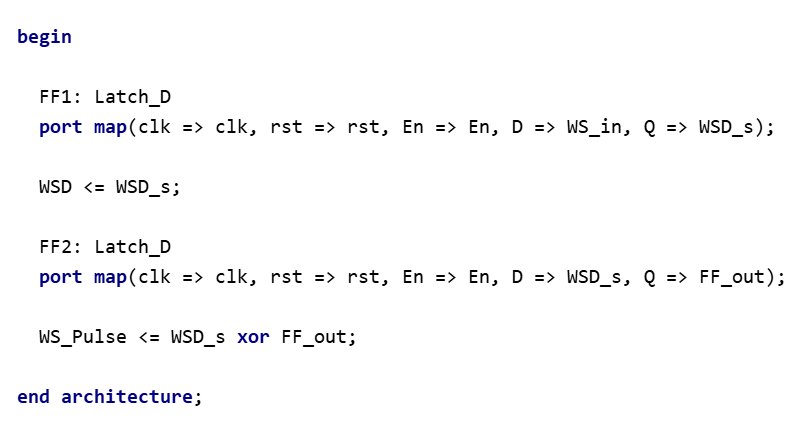 begin
FF1: Latch_D
port map(clk => clk, rst => rst, En => En, D => WS_in, Q => WSD_s);
WSD <= WSD_s;
FF2: Latch_D
port map(clk => clk, rst => rst, En => En, D => WSD_s, Q => FF_out);
WS_Pulse <= WSD_s xor FF_out;
end architecture;